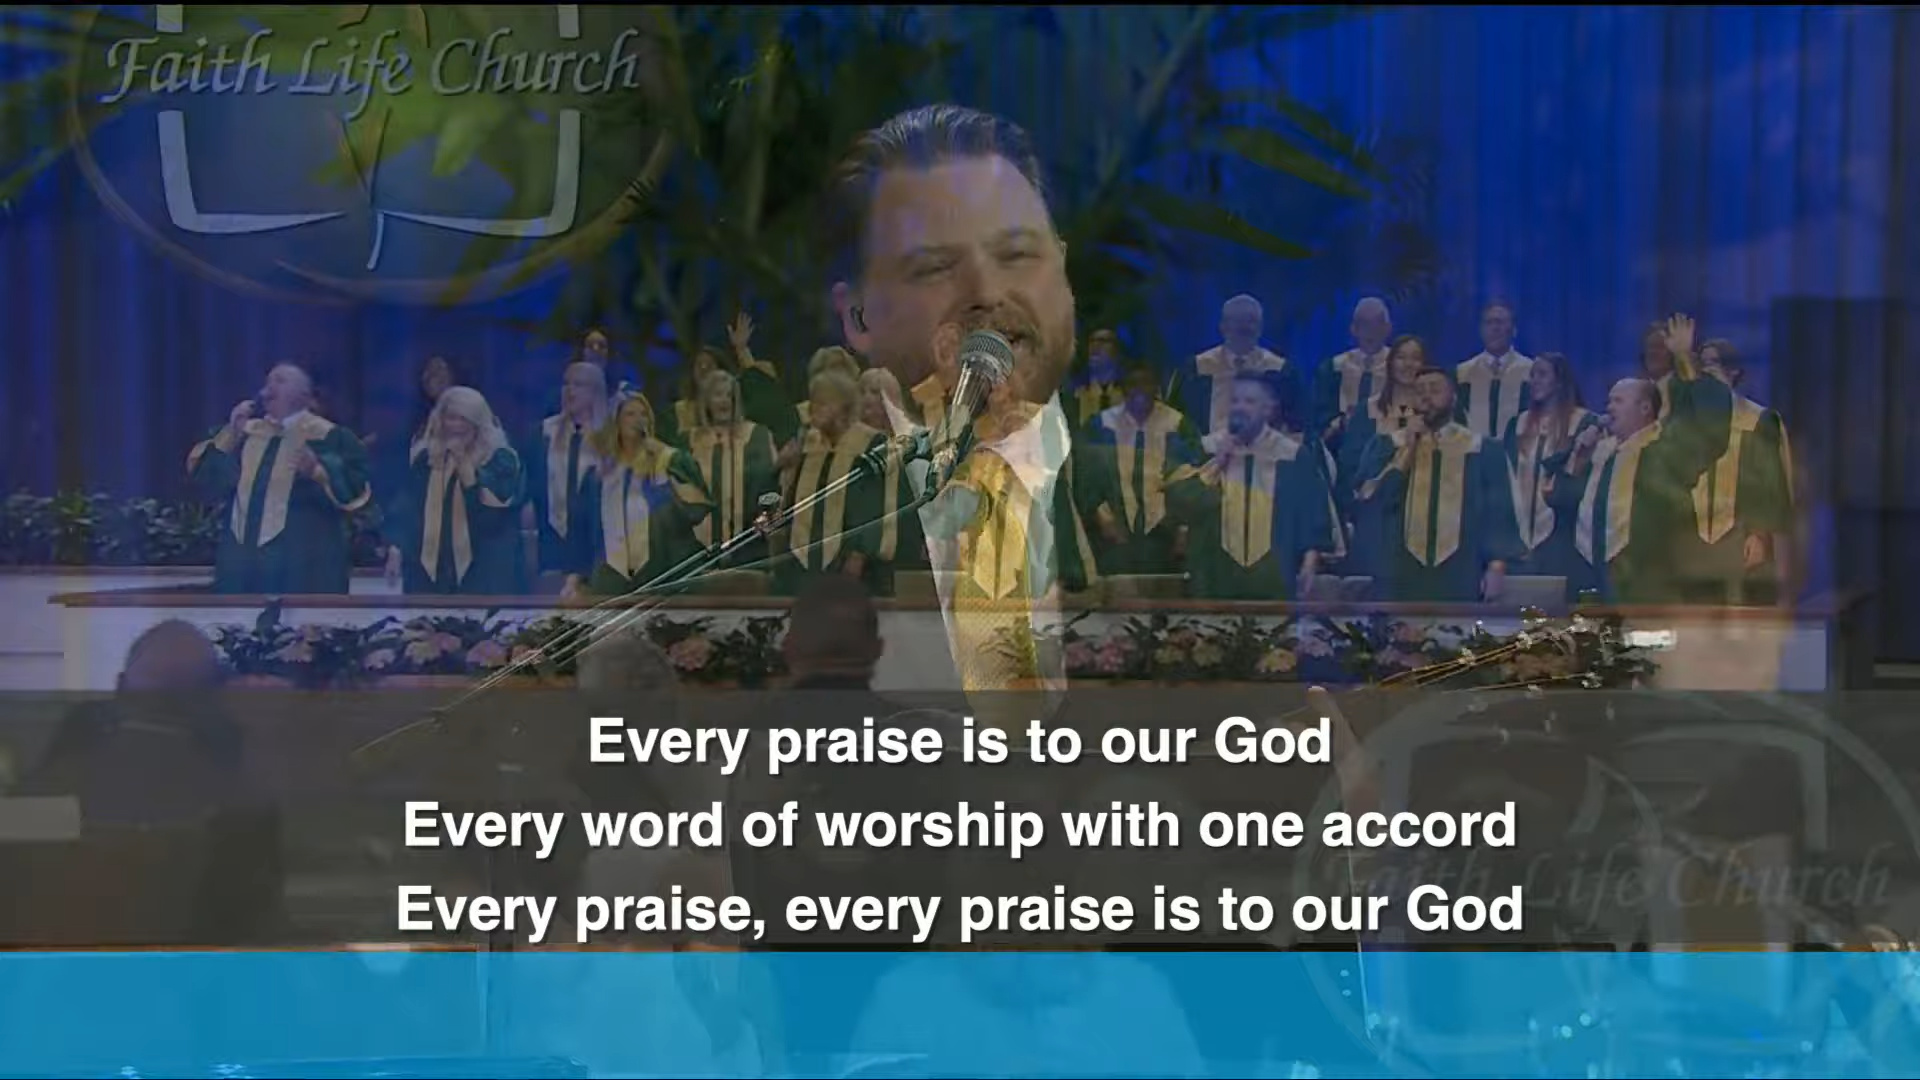 Faith Life Church
Every praise is to our God
Every word of worship with one accord
Every praise, every praise is to our God
Faith Life Church